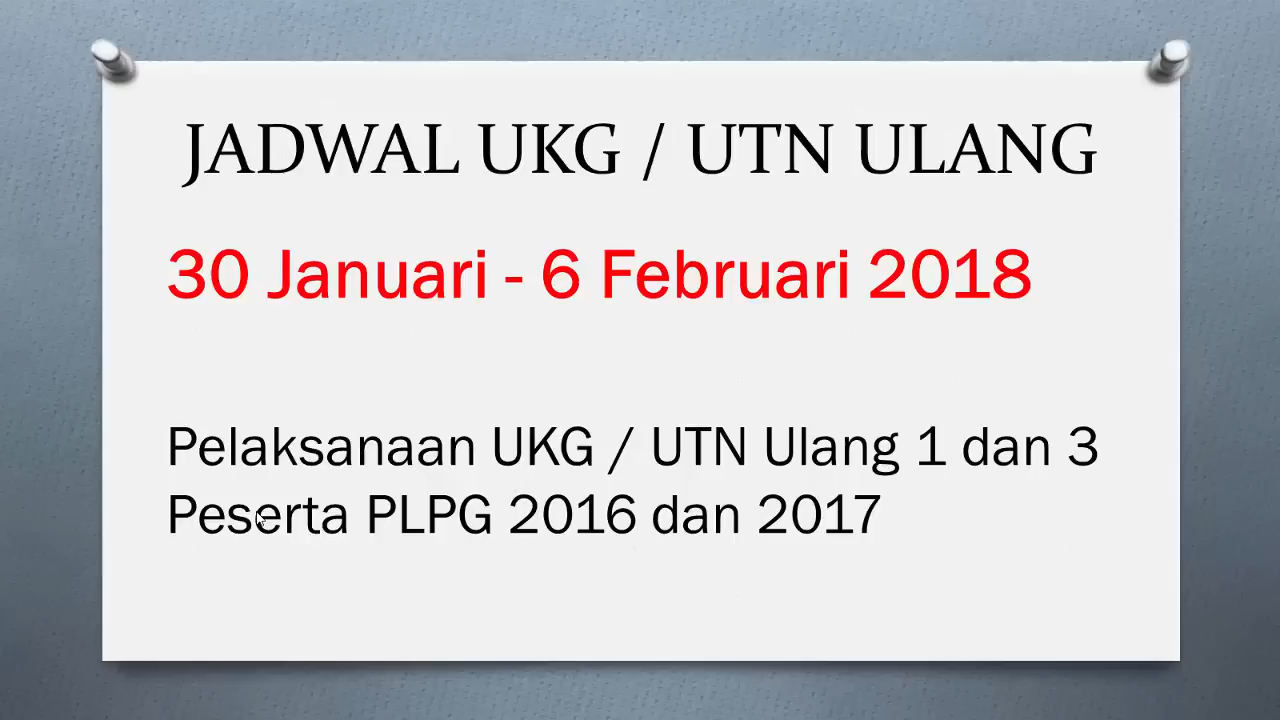 JADWAL UKG / UTN ULANG
30 Januari - 6 Februari 2018
Pelaksanaan UKG / UTN Ulang 1 dan 3
Peserta PLPG 2016 dan 2017